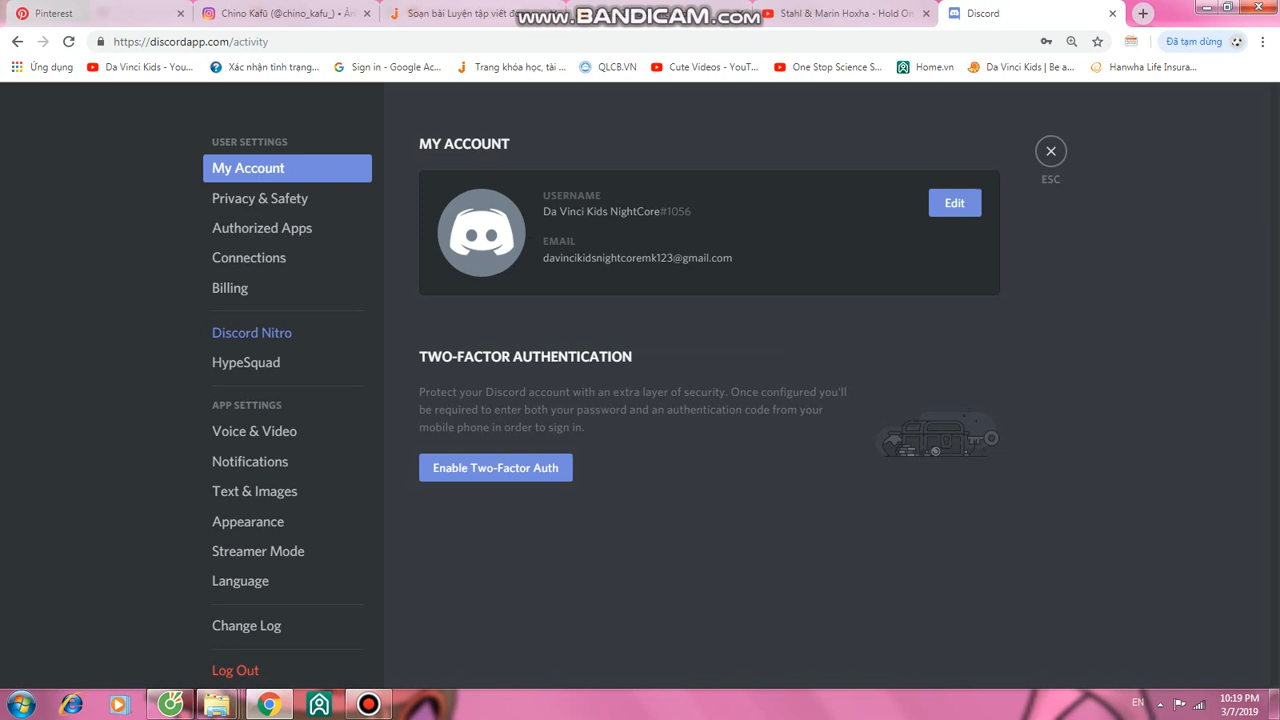 Pinterest
Chino cfs vũ (@chino_kafu_) • Ản
Soạn bài Luyện tập viết đ
www.BANDICAM.com
Stahl & Marin Hoxha - Hold On
Discord
https://discordapp.com/activity
Đã tạm dừng
Ứng dụng
Da Vinci Kids - You...
Xác nhận tình trạng...
Sign in - Google Ac...
Trang khóa học, tài ...
QLCB.VN
Cute Videos - YouT...
One Stop Science S...
Home.vn
Da Vinci Kids | Be a...
Hanwha Life Insura...
USER SETTINGS
My Account
Privacy & Safety
Authorized Apps
Connections
Billing
Discord Nitro
HypeSquad
APP SETTINGS
Voice & Video
Notifications
Text & Images
Appearance
Streamer Mode
Language
Change Log
Log Out
MY ACCOUNT
USERNAME
Da Vinci Kids NightCore#1056
EMAIL
davincikidsnightcoremk123@gmail.com
Edit
ESC
TWO-FACTOR AUTHENTICATION
Protect your Discord account with an extra layer of security. Once configured you'll
be required to enter both your password and an authentication code from your
mobile phone in order to sign in.
Enable Two-Factor Auth
EN
10:19 PM
3/7/2019